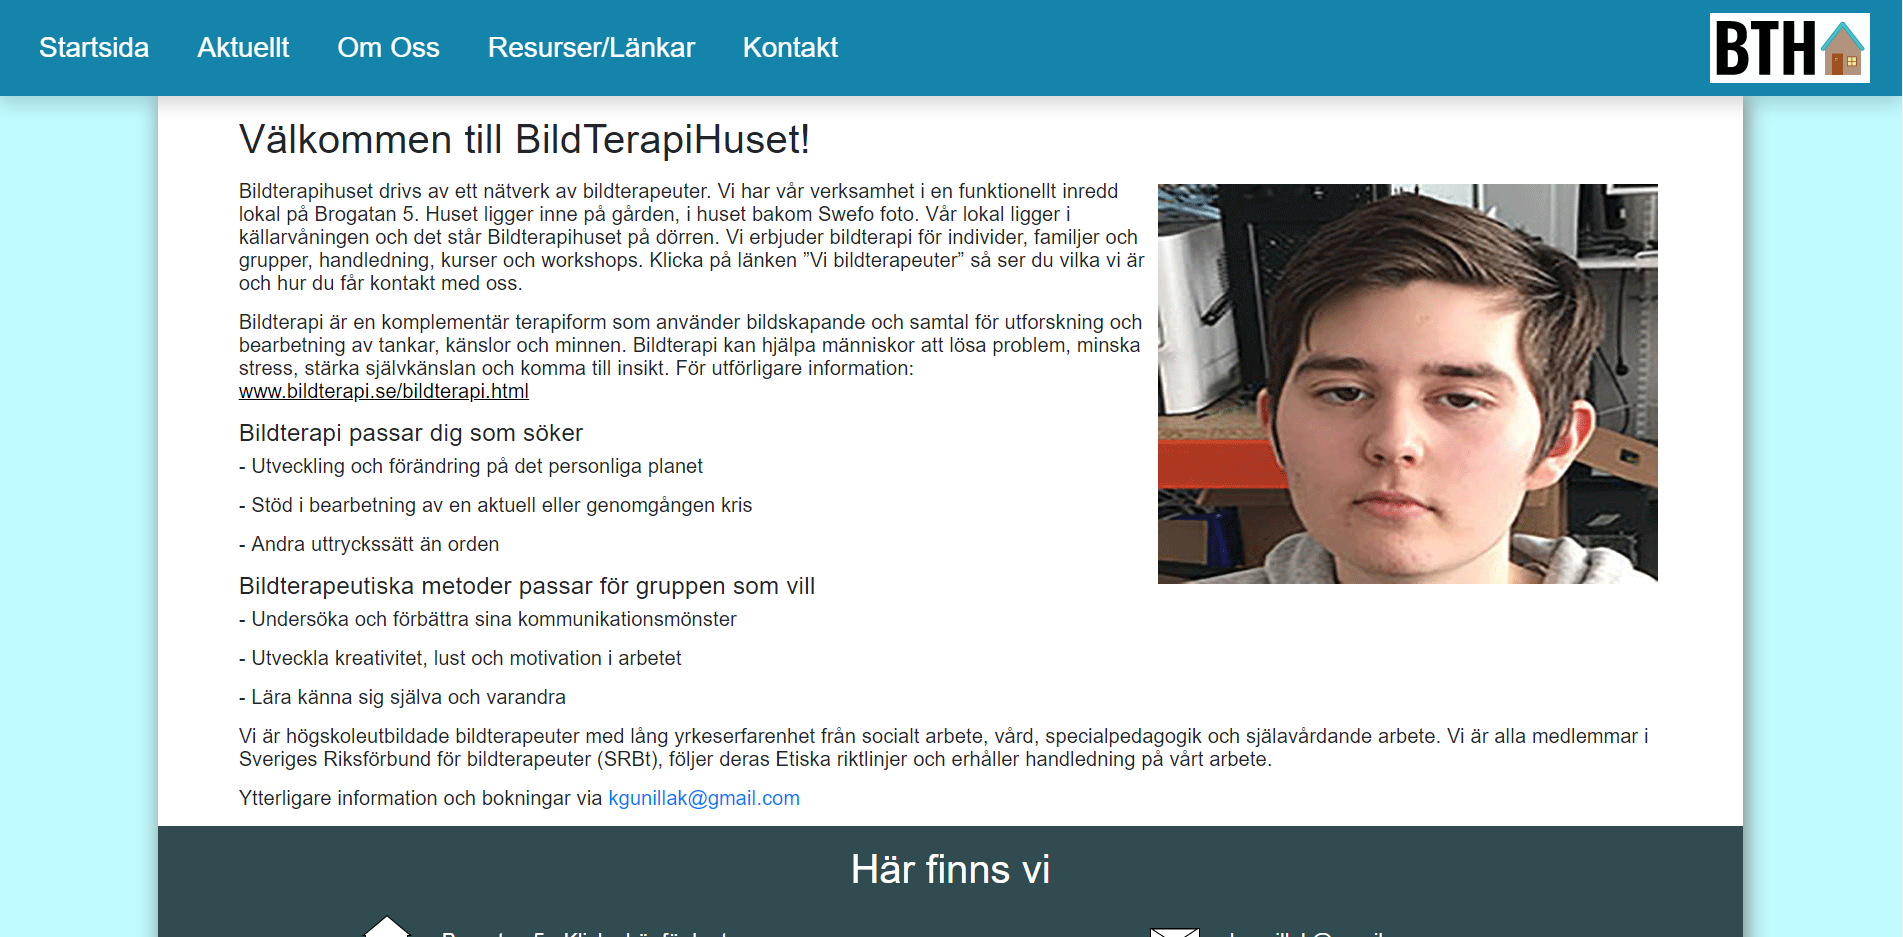 Startsida Aktuellt Om Oss Resurser/Länkar Kontakt
BTH
Välkommen till BildTerapiHuset!
Bildterapihuset drivs av ett nätverk av bildterapeuter. Vi har vår verksamhet i en funktionellt inredd
lokal på Brogatan 5. Huset ligger inne på gården, i huset bakom Swefo foto. Vår lokal ligger i
källarvåningen och det står Bildterapihuset på dörren. Vi erbjuder bildterapi för individer, familjer och
grupper, handledning, kurser och workshops. Klicka på länken ”Vi bildterapeuter” så ser du vilka vi är
och hur du får kontakt med oss.
Bildterapi är en komplementär terapiform som använder bildskapande och samtal för utforskning och
bearbetning av tankar, känslor och minnen. Bildterapi kan hjälpa människor att lösa problem, minska
stress, stärka självkänslan och komma till insikt. För utförligare information:
www.bildterapi.se/bildterapi.html
Bildterapi passar dig som söker
- Utveckling och förändring på det personliga planet
- Stöd i bearbetning av en aktuell eller genomgången kris
- Andra uttryckssätt än orden
Bildterapeutiska metoder passar för gruppen som vill
- Undersöka och förbättra sina kommunikationsmönster
- Utveckla kreativitet, lust och motivation i arbetet
- Lära känna sig själva och varandra
Vi är högskoleutbildade bildterapeuter med lång yrkeserfarenhet från socialt arbete, vård, specialpedagogik och själavårdande arbete. Vi är alla medlemmar i
Sveriges Riksförbund för bildterapeuter (SRBt), följer deras Etiska riktlinjer och erhåller handledning på vårt arbete.
Ytterligare information och bokningar via kgunillak@gmail.com
Här finns vi